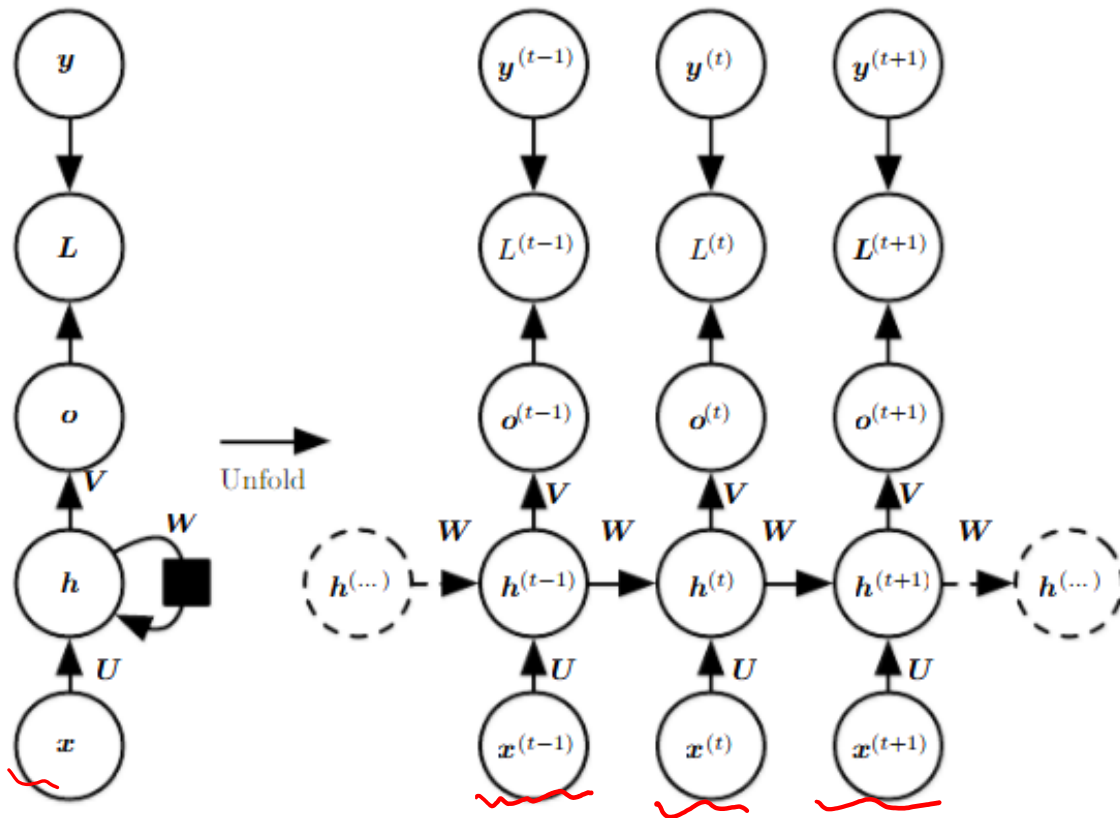 y y(t−1) y(t) y(t+1)
L L(t−1) L(t) L(t+1)
o o(t−1) o(t) o(t+1)
Unfold
V V V V
W W W W W
h h(...) h(t−1) h(t) h(t+1) h(...)
U U U U
x x(t−1) x(t) x(t+1)